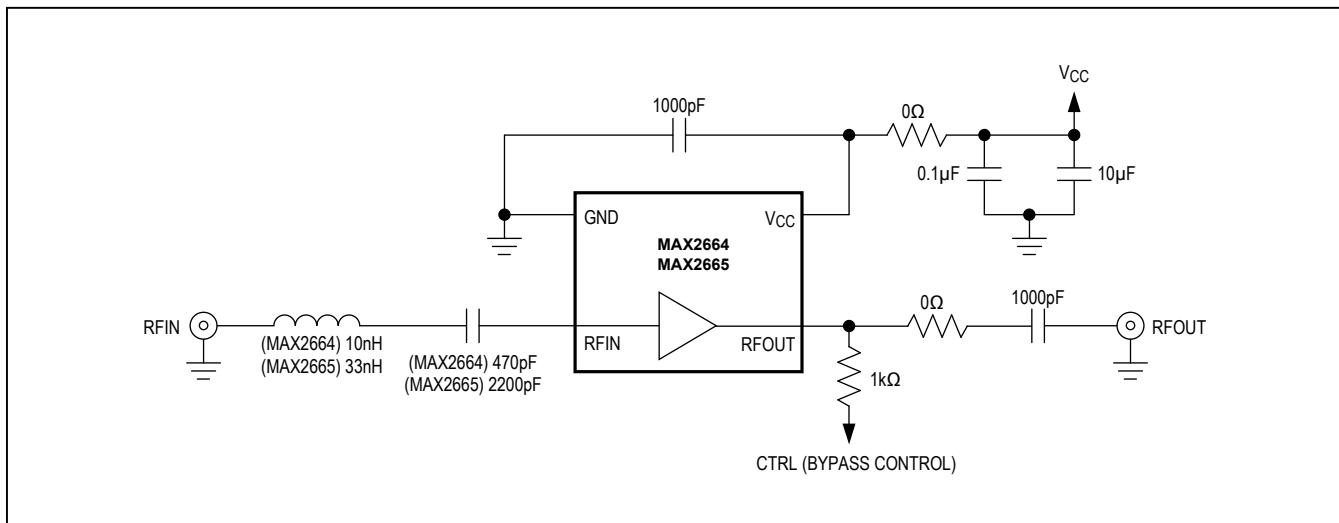 VCC
1000pF
0Ω
0.1µF
10µF
GND
VCC
MAX2664
MAX2665
RFIN
(MAX2664) 10nH
(MAX2665) 33nH
(MAX2664) 470pF
(MAX2665) 2200pF
RFIN
RFOUT
0Ω
1000pF
RFOUT
1kΩ
CTRL (BYPASS CONTROL)